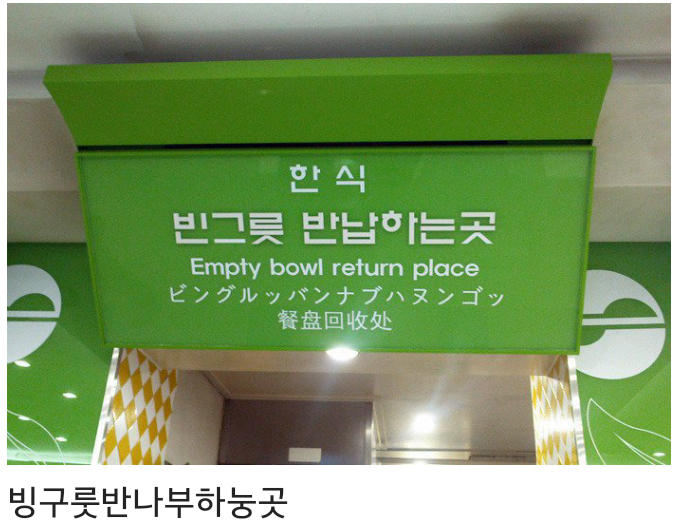 한식
빈그릇 반납하는곳
Empty bowl return place
ビングルッバンナブハヌンゴッ
餐盘回收处
빙구룻반나부하눙곳